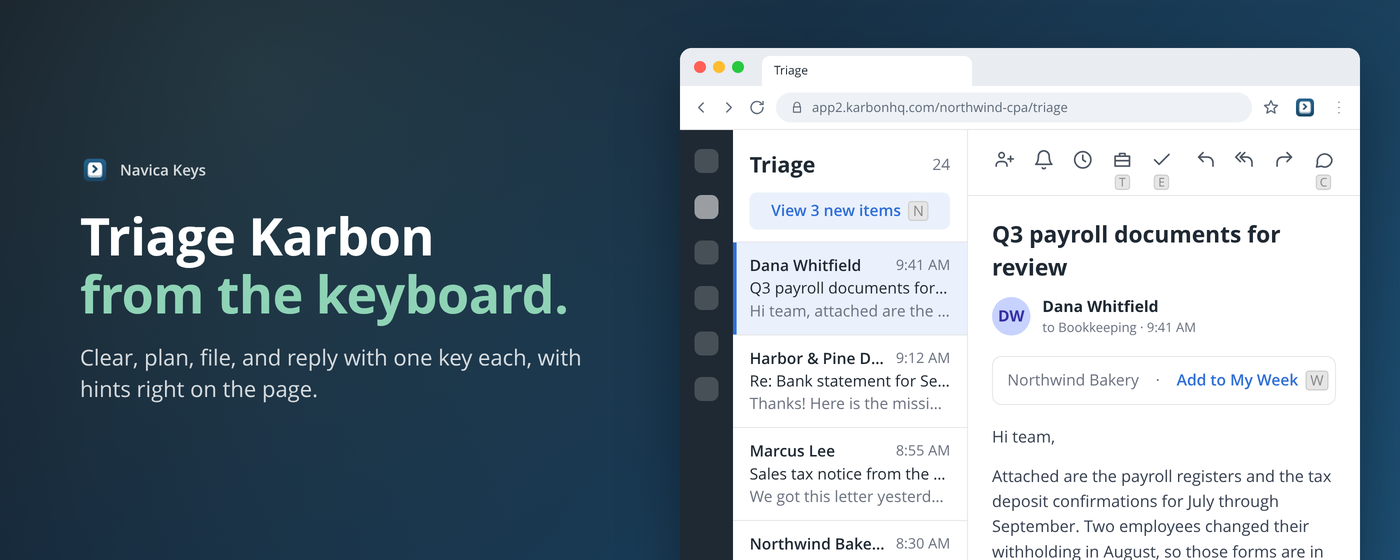 Navica Keys
Triage Karbon
from the keyboard.
Clear, plan, file, and reply with one key each, with
hints right on the page.
Triage
app2.karbonhq.com/northwind-cpa/triage
Triage 24
View 3 new items N
Dana Whitfield 9:41 AM
Q3 payroll documents for...
Hi team, attached are the ...
Harbor & Pine D... 9:12 AM
Re: Bank statement for Se...
Thanks! Here is the missi...
Marcus Lee 8:55 AM
Sales tax notice from the ...
We got this letter yesterd...
Northwind Bake... 8:30 AM
T E C
Q3 payroll documents for
review
DW
Dana Whitfield
to Bookkeeping · 9:41 AM
Northwind Bakery · Add to My Week W
Hi team,
Attached are the payroll registers and the tax
deposit confirmations for July through
September. Two employees changed their
withholding in August, so those forms are in